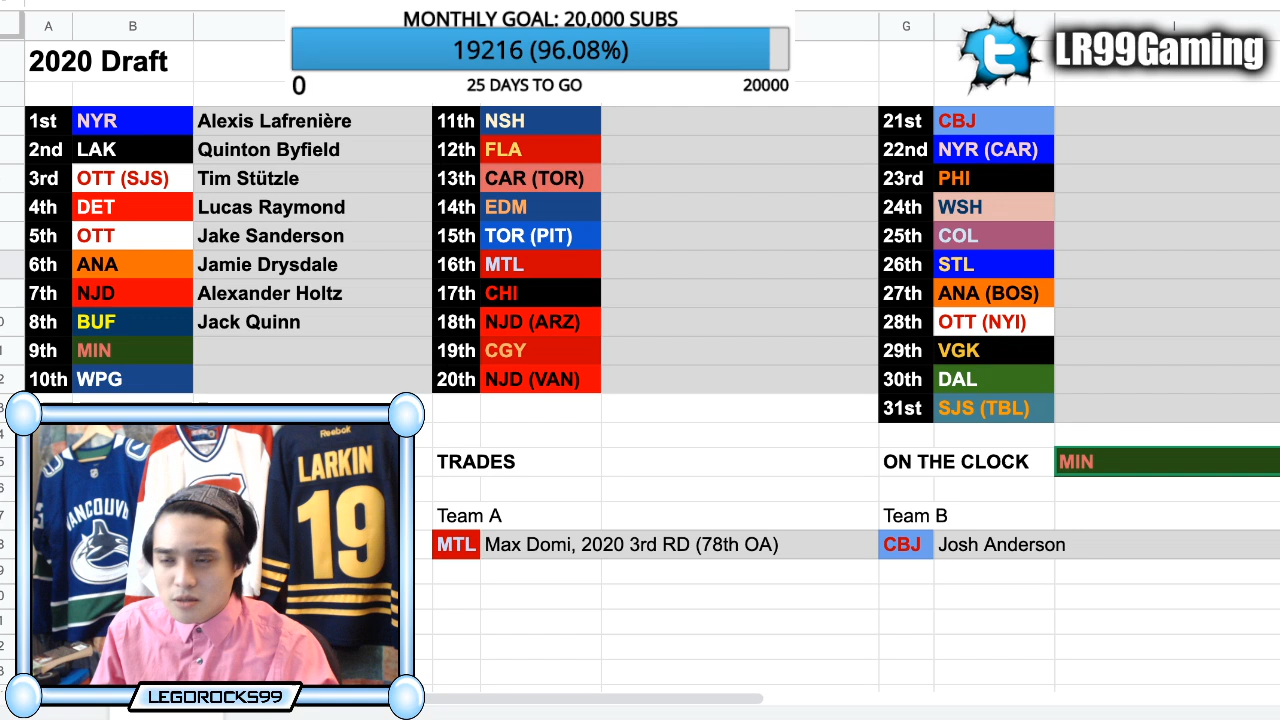 MONTHLY GOAL: 20,000 SUBS
19216 (96.08%)
0 25 DAYS TO GO 20000
LR99Gaming
A B G I
2020 Draft
1st NYR Alexis Lafrenière
2nd LAK Quinton Byfield
3rd OTT (SJS) Tim Stützle
4th DET Lucas Raymond
5th OTT Jake Sanderson
6th ANA Jamie Drysdale
7th NJD Alexander Holtz
8th BUF Jack Quinn
9th MIN
10th WPG
11th NSH
12th FLA
13th CAR (TOR)
14th EDM
15th TOR (PIT)
16th MTL
17th CHI
18th NJD (ARZ)
19th CGY
20th NJD (VAN)
21st CBJ
22nd NYR (CAR)
23rd PHI
24th WSH
25th COL
26th STL
27th ANA (BOS)
28th OTT (NYI)
29th VGK
30th DAL
31st SJS (TBL)
TRADES
ON THE CLOCK MIN
Team A
Team B
MTL Max Domi, 2020 3rd RD (78th OA)
CBJ Josh Anderson
VANCOUVER
Reebok
LARKIN
19
LEGOROCKS99